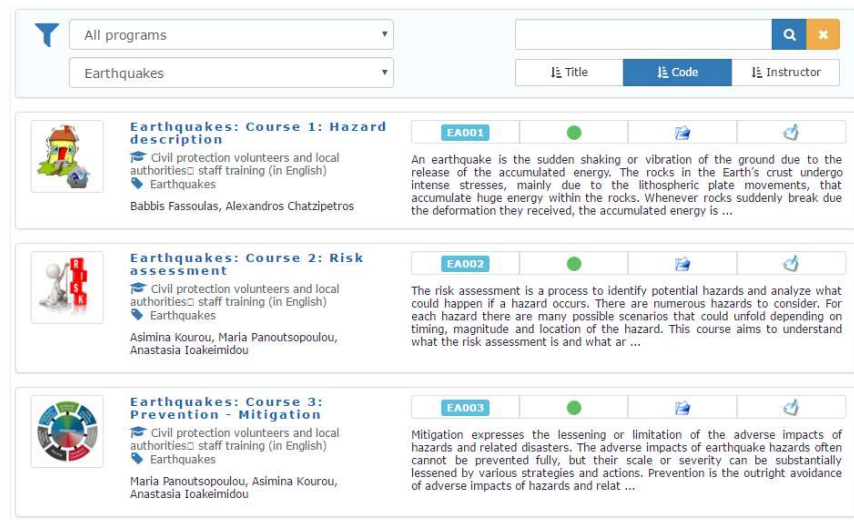 All programs
Earthquakes
Title
Code
Instructor
Earthquakes: Course 1: Hazard
description
Civil protection volunteers and local
authorities□ staff training (in English)
Earthquakes
Babbis Fassoulas, Alexandros Chatzipetros
EA001
An earthquake is the sudden shaking or vibration of the ground due to the
release of the accumulated energy. The rocks in the Earth's crust undergo
intense stresses, mainly due to the lithospheric plate movements, that
accumulate huge energy within the rocks. Whenever rocks suddenly break due
the deformation they received, the accumulated energy is ...
Earthquakes: Course 2: Risk
assessment
Civil protection volunteers and local
authorities□ staff training (in English)
Earthquakes
Asimina Kourou, Maria Panoutsopoulou,
Anastasia Ioakeimidou
RISK
EA002
The risk assessment is a process to identify potential hazards and analyze what
could happen if a hazard occurs. There are numerous hazards to consider. For
each hazard there are many possible scenarios that could unfold depending on
timing, magnitude and location of the hazard. This course aims to understand
what the risk assessment is and what ar ...
Earthquakes: Course 3:
Prevention - Mitigation
Civil protection volunteers and local
authorities□ staff training (in English)
Earthquakes
Maria Panoutsopoulou, Asimina Kourou,
Anastasia Ioakeimidou
EA003
Mitigation expresses the lessening or limitation of the adverse impacts of
hazards and related disasters. The adverse impacts of earthquake hazards often
cannot be prevented fully, but their scale or severity can be substantially
lessened by various strategies and actions. Prevention is the outright avoidance
of adverse impacts of hazards and relat ...